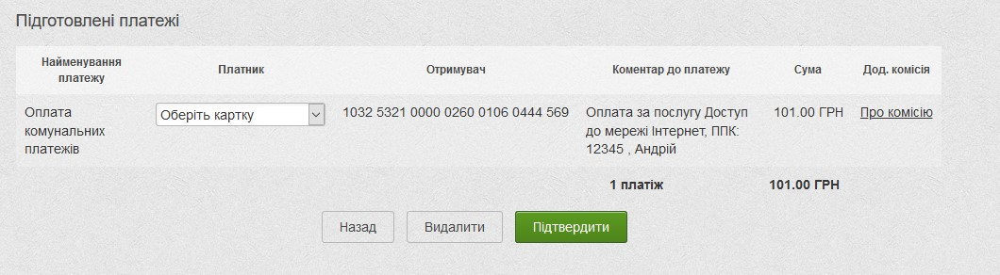 Підготовлені платежі
Найменування платежу Платник Отримувач Коментар до платежу Сума Дод. комісія
Оплата комунальних платежів Оберіть картку 1032 5321 0000 0260 0106 0444 569 Оплата за послугу Доступ до мережі Інтернет, ППК: 12345 , Андрій 101.00 ГРН Про комісію
1 платіж 101.00 ГРН
Назад Видалити Підтвердити